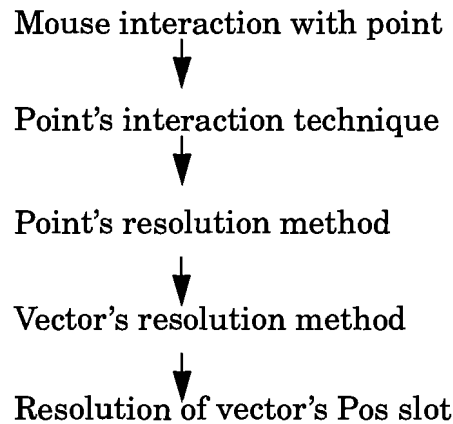 Mouse interaction with point
Point's interaction technique
Point's resolution method
Vector's resolution method
Resolution of vector's Pos slot